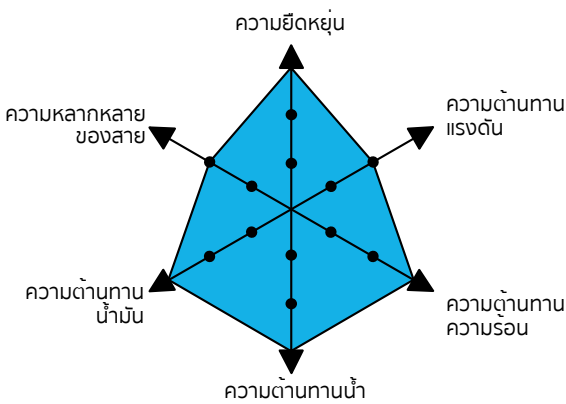 ความยืดหยุ่น
ความต้านทาน
แรงดัน
ความหลากหลาย
ของสาย
ความต้านทาน
น้ำมัน
ความต้านทาน
ความร้อน
ความต้านทานน้ำ